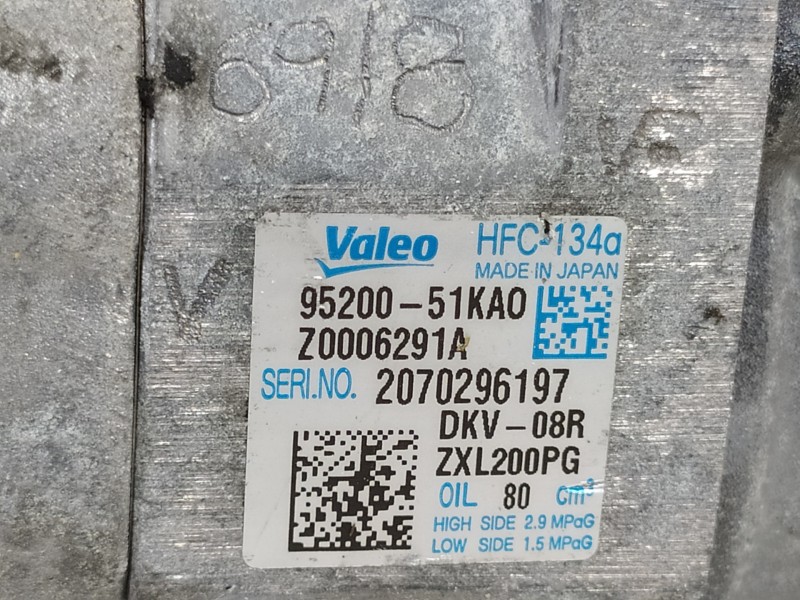 6918
Valeo HFC-134a
MADE IN JAPAN
95200-51KA0
Z0006291A
SERI.NO. 2070296197
DKV-08R
ZXL200PG
OIL 80 cm³
HIGH SIDE 2.9 MPaG
LOW SIDE 1.5 MPaG